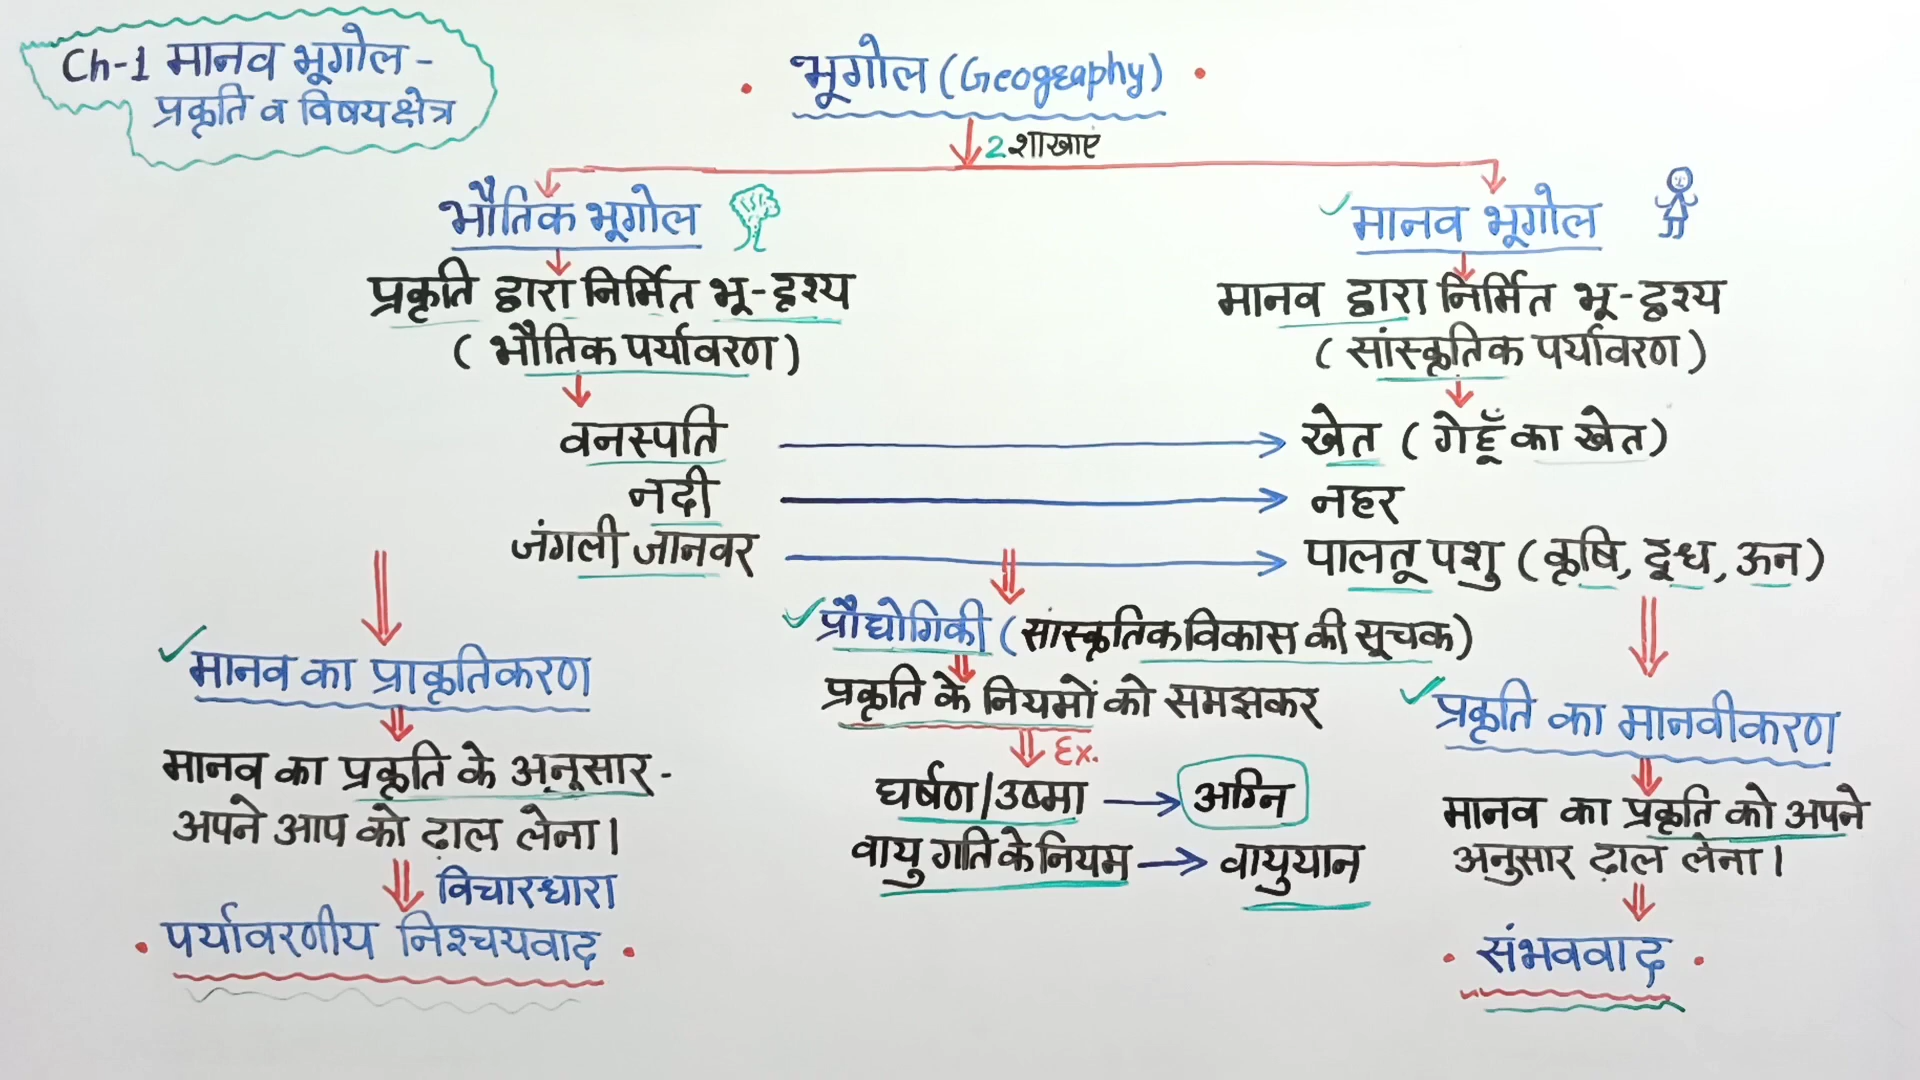 Ch-1 मानव भूगोल -
प्रकृति व विषयक्षेत्र
भूगोल (Geography)
2 शाखाएं
भौतिक भूगोल
मानव भूगोल
प्रकृति द्वारा निर्मित भू-दृश्य
(भौतिक पर्यावरण)
मानव द्वारा निर्मित भू-दृश्य
(सांस्कृतिक पर्यावरण)
वनस्पति
खेत (गेहूँ का खेत)
नदी
नहर
जंगली जानवर
पालतू पशु (कृषि, दूध, ऊन)
मानव का प्राकृतिकरण
मानव का प्रकृति के अनुसार -
अपने आप को ढ़ाल लेना।
विचारधारा
पर्यावरणीय निश्चयवाद
प्रौद्योगिकी (सांस्कृतिक विकास की सूचक)
प्रकृति के नियमों को समझकर
Ex.
घर्षण/उष्मा → अग्नि
वायु गति के नियम → वायुयान
प्रकृति का मानवीकरण
मानव का प्रकृति को अपने
अनुसार ढ़ाल लेना।
संभववाद